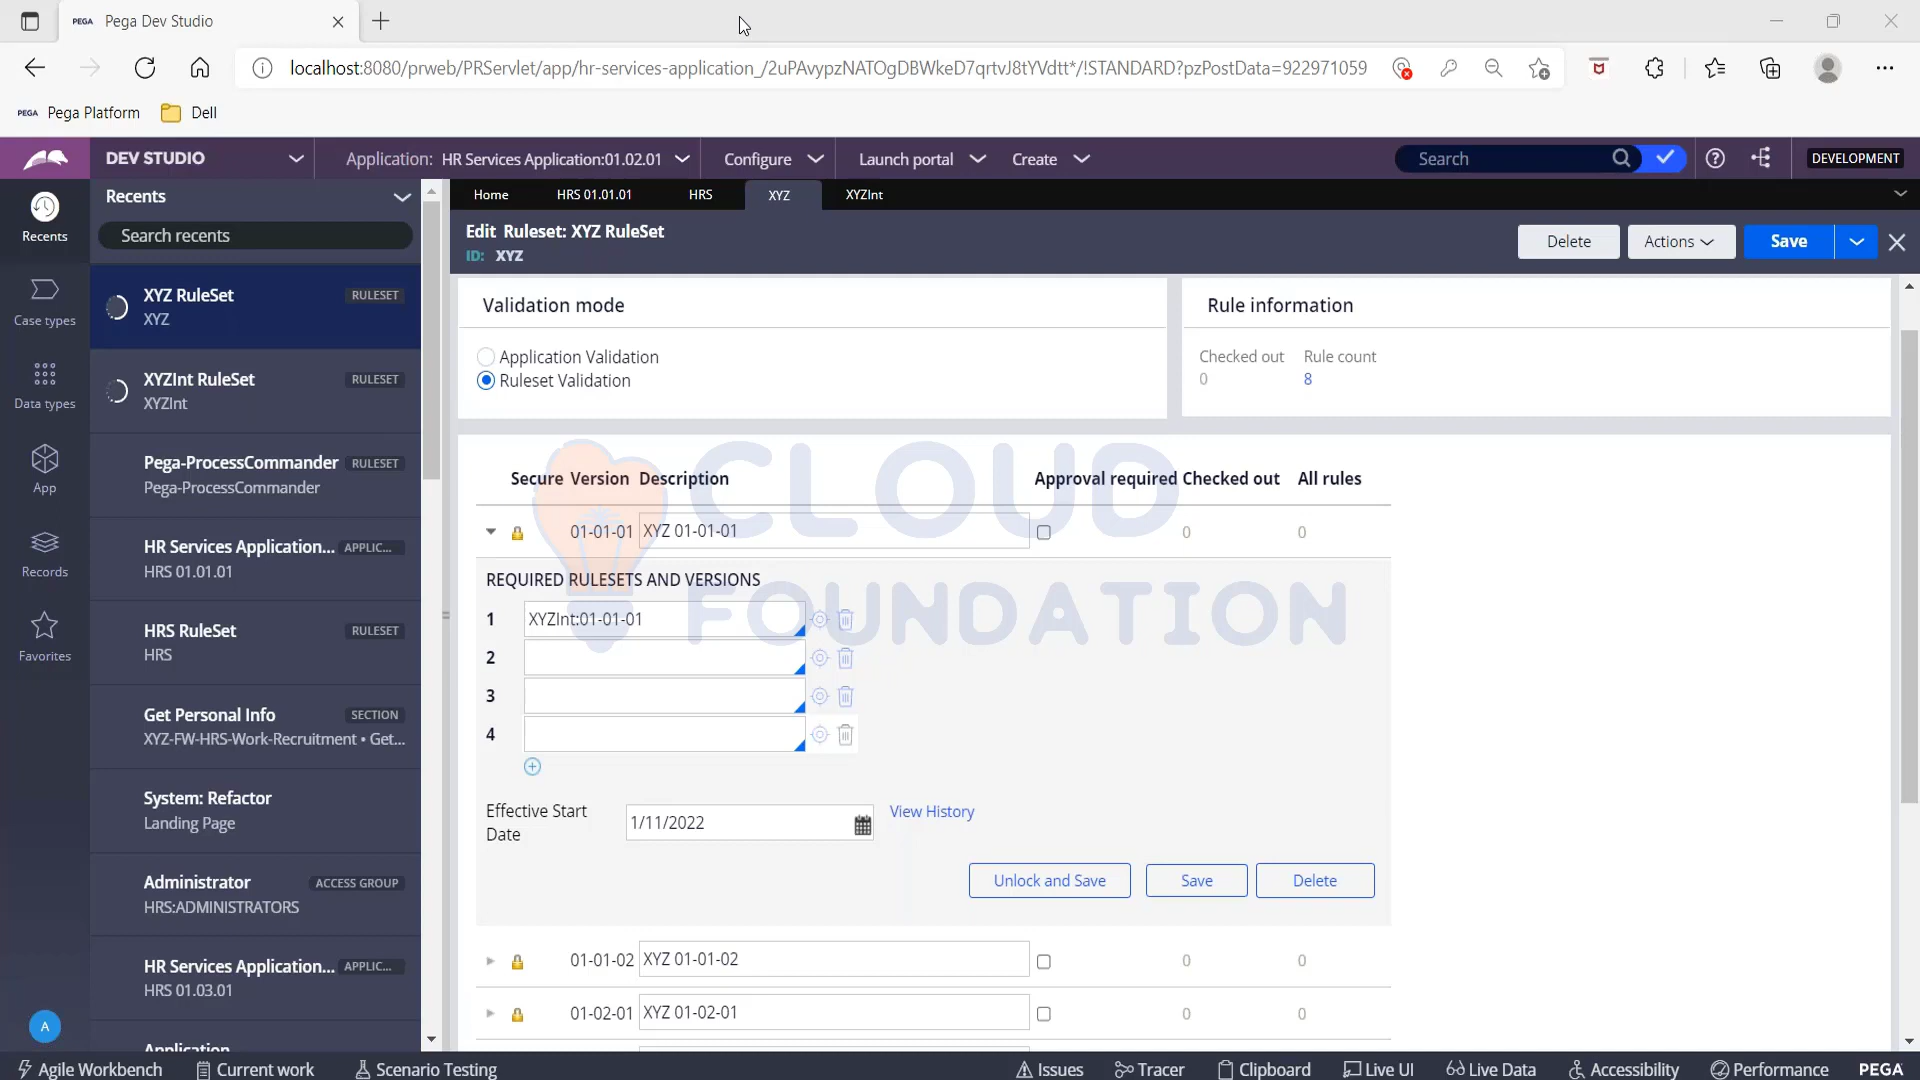 PEGA Pega Dev Studio
localhost:8080/prweb/PRServlet/app/hr-services-application_/2uPAvypzNATOgDBWkeD7qrtvJ8tYVdtt*/!STANDARD?pzPostData=922971059
PEGA Pega Platform Dell
DEV STUDIO Application: HR Services Application:01.02.01 Configure Launch portal Create Search DEVELOPMENT
Recents
Case types
Data types
App
Records
Favorites
A
Recents
Search recents
XYZ RuleSet RULESET
XYZ
XYZInt RuleSet RULESET
XYZInt
Pega-ProcessCommander RULESET
Pega-ProcessCommander
HR Services Application... APPLIC...
HRS 01.01.01
HRS RuleSet RULESET
HRS
Get Personal Info SECTION
XYZ-FW-HRS-Work-Recruitment • Get...
System: Refactor
Landing Page
Administrator ACCESS GROUP
HRS:ADMINISTRATORS
HR Services Application... APPLIC...
HRS 01.03.01
Application
Home HRS 01.01.01 HRS XYZ XYZInt
Edit Ruleset: XYZ RuleSet
ID: XYZ
Delete Actions Save
Validation mode
Application Validation
Ruleset Validation
Rule information
Checked out Rule count
0 8
CLOUD
FOUNDATION
Secure Version Description Approval required Checked out All rules
01-01-01 XYZ 01-01-01 0 0
REQUIRED RULESETS AND VERSIONS
1 XYZInt:01-01-01
2
3
4
Effective Start
Date
1/11/2022 View History
Unlock and Save Save Delete
01-01-02 XYZ 01-01-02 0 0
01-02-01 XYZ 01-02-01 0 0
Agile Workbench Current work Scenario Testing Issues Tracer Clipboard Live UI Live Data Accessibility Performance PEGA